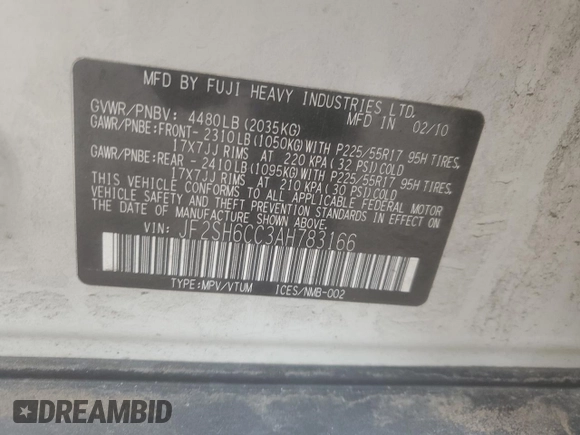 MFD BY FUJI HEAVY INDUSTRIES LTD.
MFD IN 02/10
GVWR/PNBV: 4480LB(2035KG)
GAWR/PNBE:FRONT- 2310LB(1050KG)WITH P225/55R17 95H TIRES,
17X7JJ RIMS AT 220 KPA( 32 PSI)COLD
GAWR/PNBE:REAR - 2410LB(1095KG)WITH P225/55R17 95H TIRES,
17X7JJ RIMS AT 210 KPA( 30 PSI)COLD
THIS VEHICLE CONFORMS TO ALL APPLICABLE FEDERAL MOTOR
VEHICLE SAFETY, BUMPER AND THEFT STANDARDS IN EFFECT ON
THE DATE OF MANUFACTURE SHOWN ABOVE.
VIN: JF2SH6CC3AH783166
TYPE:MPV/VTUM ICES/NMB-002
DREAMBID